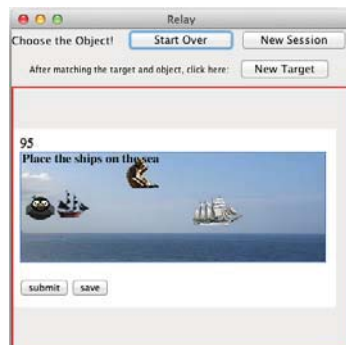 Relay
Choose the Object! Start Over New Session
After matching the target and object, click here: New Target
95
Place the ships on the sea
submit save